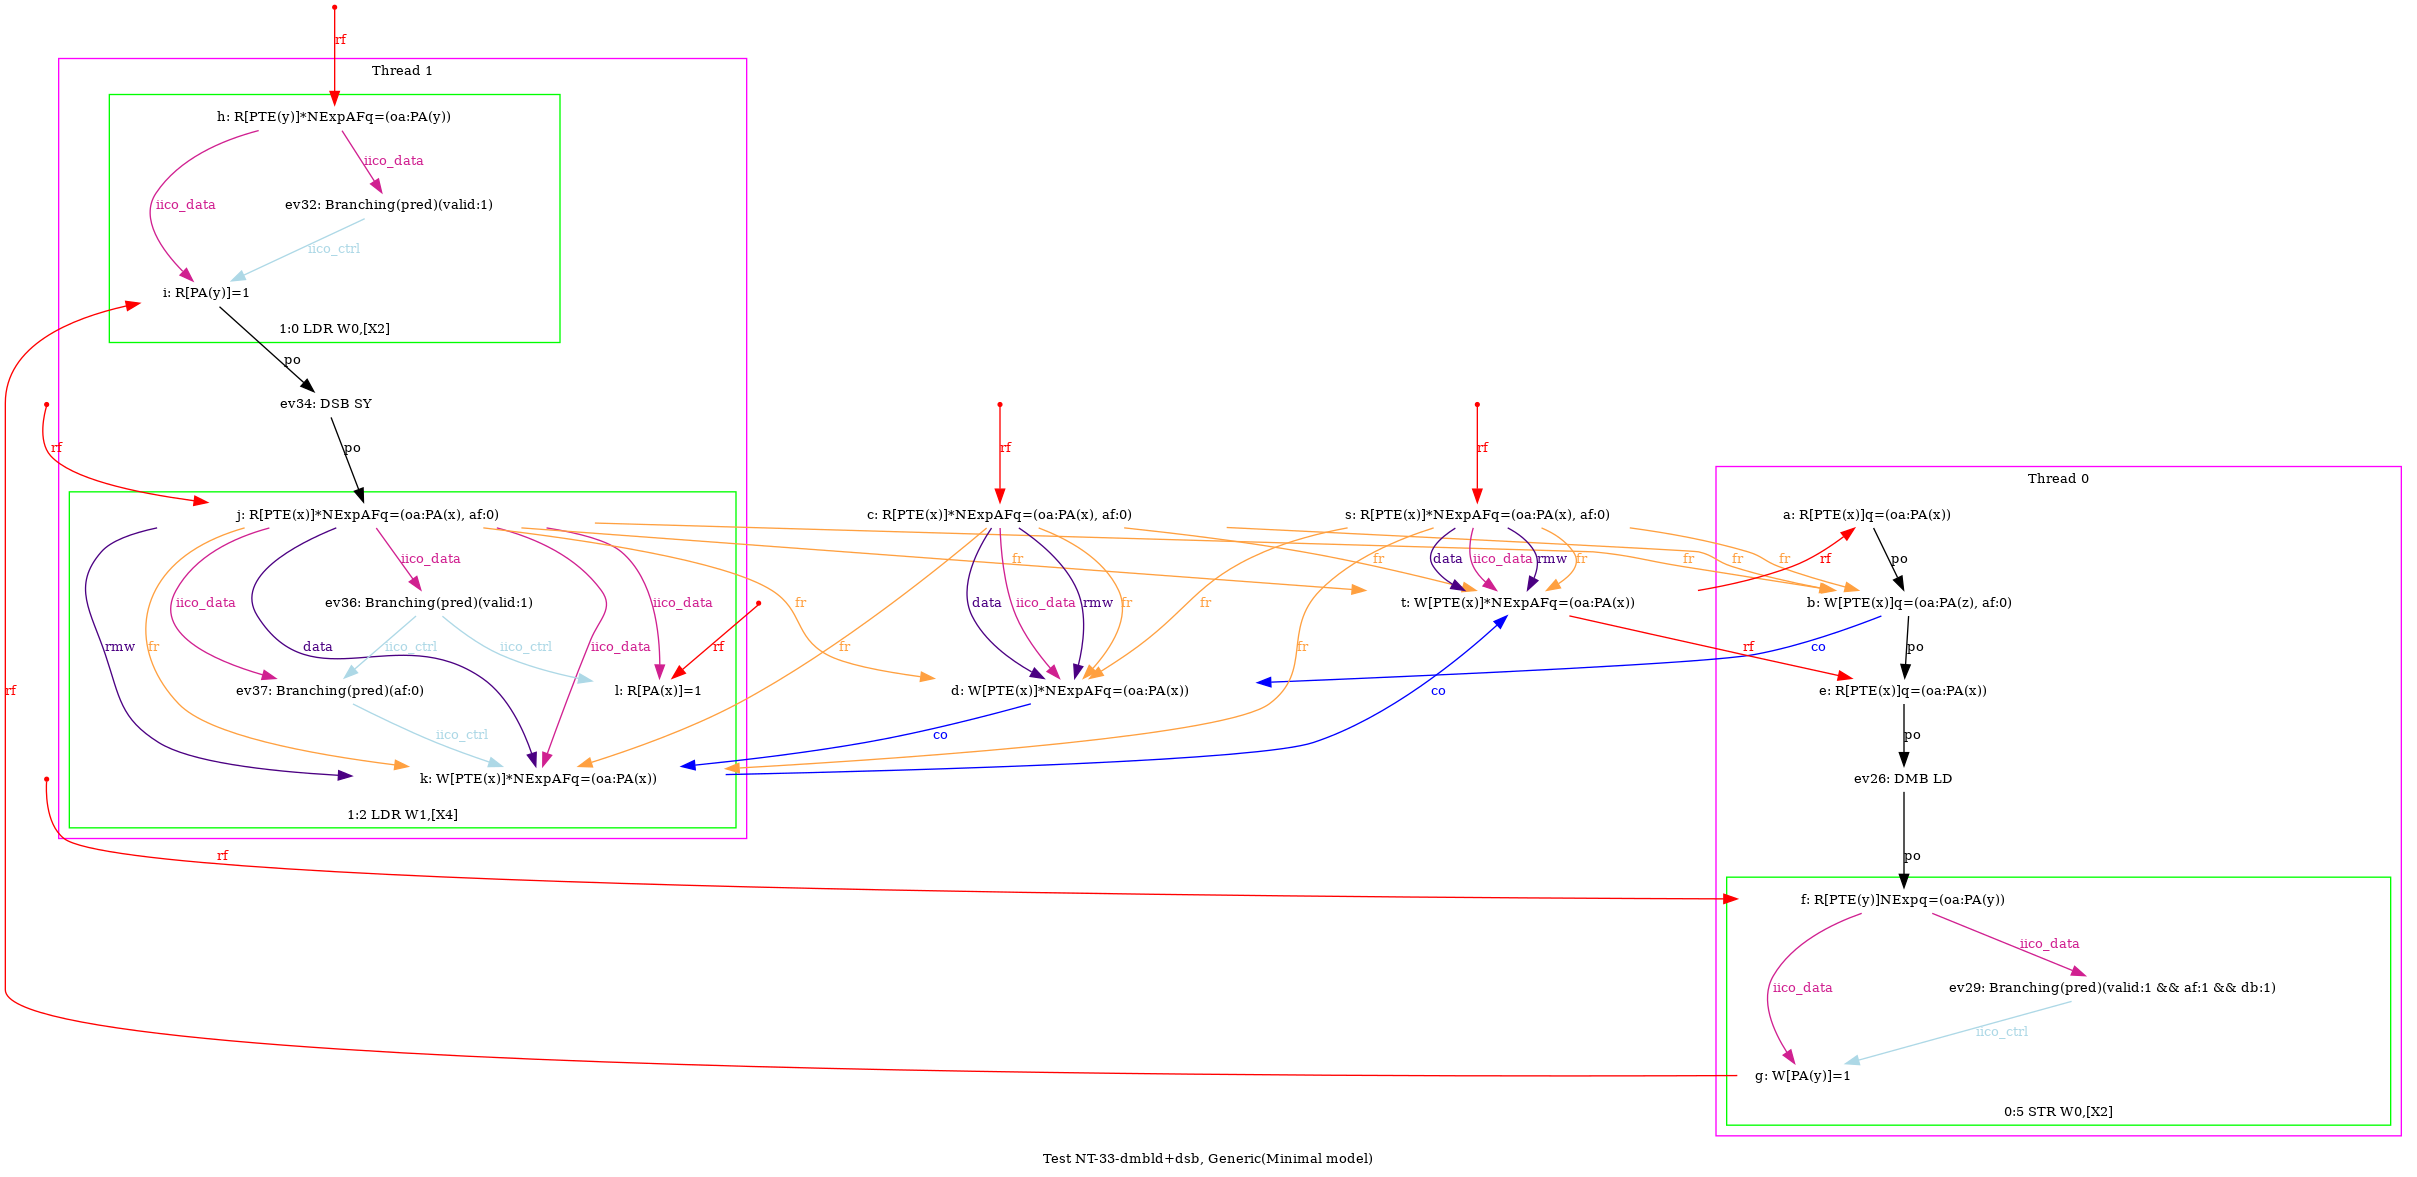 rf
Thread 1
h: R[PTE(y)]*NExpAFq=(oa:PA(y))
iico_data
iico_data
ev32: Branching(pred)(valid:1)
iico_ctrl
i: R[PA(y)]=1
1:0 LDR W0,[X2]
po
ev34: DSB SY
rf
po
rf
rf
Thread 0
j: R[PTE(x)]*NExpAFq=(oa:PA(x), af:0)
c: R[PTE(x)]*NExpAFq=(oa:PA(x), af:0)
s: R[PTE(x)]*NExpAFq=(oa:PA(x), af:0)
a: R[PTE(x)]q=(oa:PA(x))
iico_data
fr
fr
data
iico_data
rmw
fr
fr
fr
fr
rf
po
iico_data
ev36: Branching(pred)(valid:1)
iico_data
fr
data
iico_data
rmw
fr
fr
t: W[PTE(x)]*NExpAFq=(oa:PA(x))
b: W[PTE(x)]q=(oa:PA(z), af:0)
rmw
fr
data
iico_ctrl
iico_ctrl
iico_data
rf
fr
fr
rf
co
po
rf
ev37: Branching(pred)(af:0)
l: R[PA(x)]=1
d: W[PTE(x)]*NExpAFq=(oa:PA(x))
co
e: R[PTE(x)]q=(oa:PA(x))
iico_ctrl
co
po
k: W[PTE(x)]*NExpAFq=(oa:PA(x))
ev26: DMB LD
1:2 LDR W1,[X4]
rf
po
f: R[PTE(y)]NExpq=(oa:PA(y))
iico_data
iico_data
ev29: Branching(pred)(valid:1 && af:1 && db:1)
iico_ctrl
g: W[PA(y)]=1
0:5 STR W0,[X2]
Test NT-33-dmbld+dsb, Generic(Minimal model)